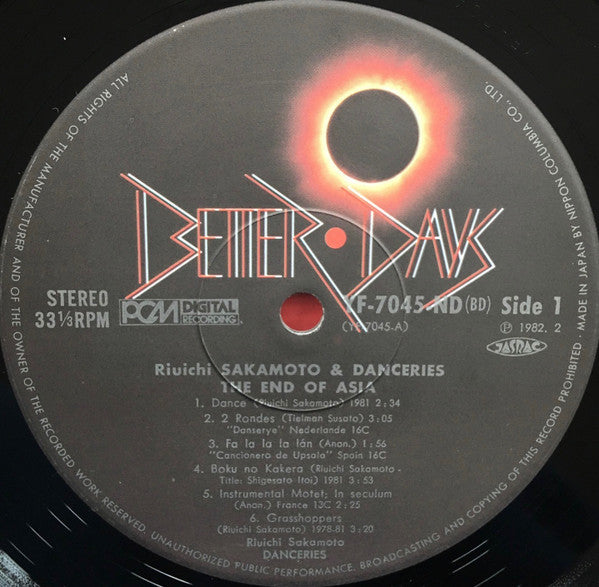 BETTER DAYS
STEREO
33⅓RPM
PCM DIGITAL
RECORDING
YF-7045-ND(BD)
(YF-7045-A)
Side 1
℗ 1982. 2
JASRAC
Riuichi SAKAMOTO & DANCERIES
THE END OF ASIA
1. Dance (Riuichi Sakamoto) 1981 2:34
2. 2 Rondes (Tielman Susato) 3:05
"Danserye" Nederlande 16C
3. Fa la la la lán (Anon.) 1:56
"Cancionero de Upsala" Spain 16C
4. Boku no Kakera (Riuichi Sakamoto -
Title: Shigesato Itoi) 1981 3:53
5. Instrumental Motet; In seculum
(Anon.) France 13C 2:25
6. Grasshoppers
(Riuichi Sakamoto) 1978-81 3:20
Riuichi Sakamoto
DANCERIES
ALL RIGHTS OF THE MANUFACTURER AND OF THE OWNER OF THE RECORDED WORK RESERVED. UNAUTHORIZED PUBLIC PERFORMANCE, BROADCASTING AND COPYING OF THIS RECORD PROHIBITED · MADE IN JAPAN BY NIPPON COLUMBIA CO., LTD.